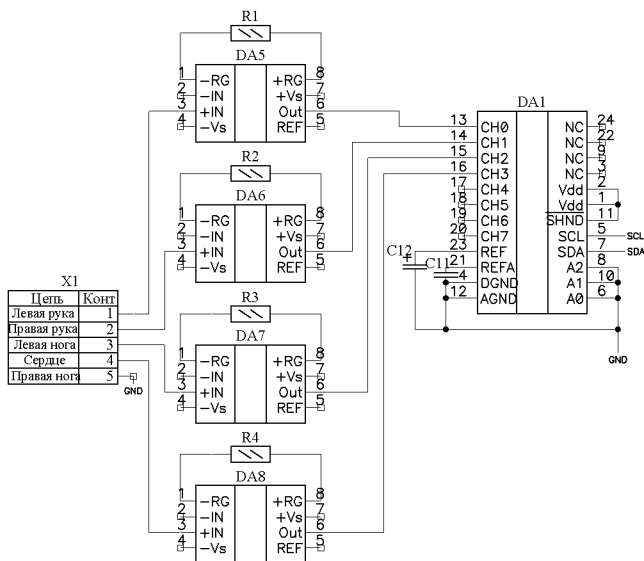 R1
DA5
1 -RG +RG 8
2 -IN +Vs 7
3 +IN Out 6
4 -Vs REF 5
R2
DA6
1 -RG +RG 8
2 -IN +Vs 7
3 +IN Out 6
4 -Vs REF 5
R3
DA7
1 -RG +RG 8
2 -IN +Vs 7
3 +IN Out 6
4 -Vs REF 5
R4
DA8
1 -RG +RG 8
2 -IN +Vs 7
3 +IN Out 6
4 -Vs REF 5
X1
Цепь Конт
Левая рука 1
Правая рука 2
Левая нога 3
Сердце 4
Правая нога 5
GND
DA1
13 CH0 NC 24
14 CH1 NC 22
15 CH2 NC 9
16 CH3 NC 3
17 CH4 Vdd 2
18 CH5 Vdd 1
19 CH6 SHND 11
20 CH7 SCL 5 SCL
23 REF SDA 7 SDA
21 REFA A2 8
4 DGND A1 10
12 AGND A0 6
C12 +
C11
GND